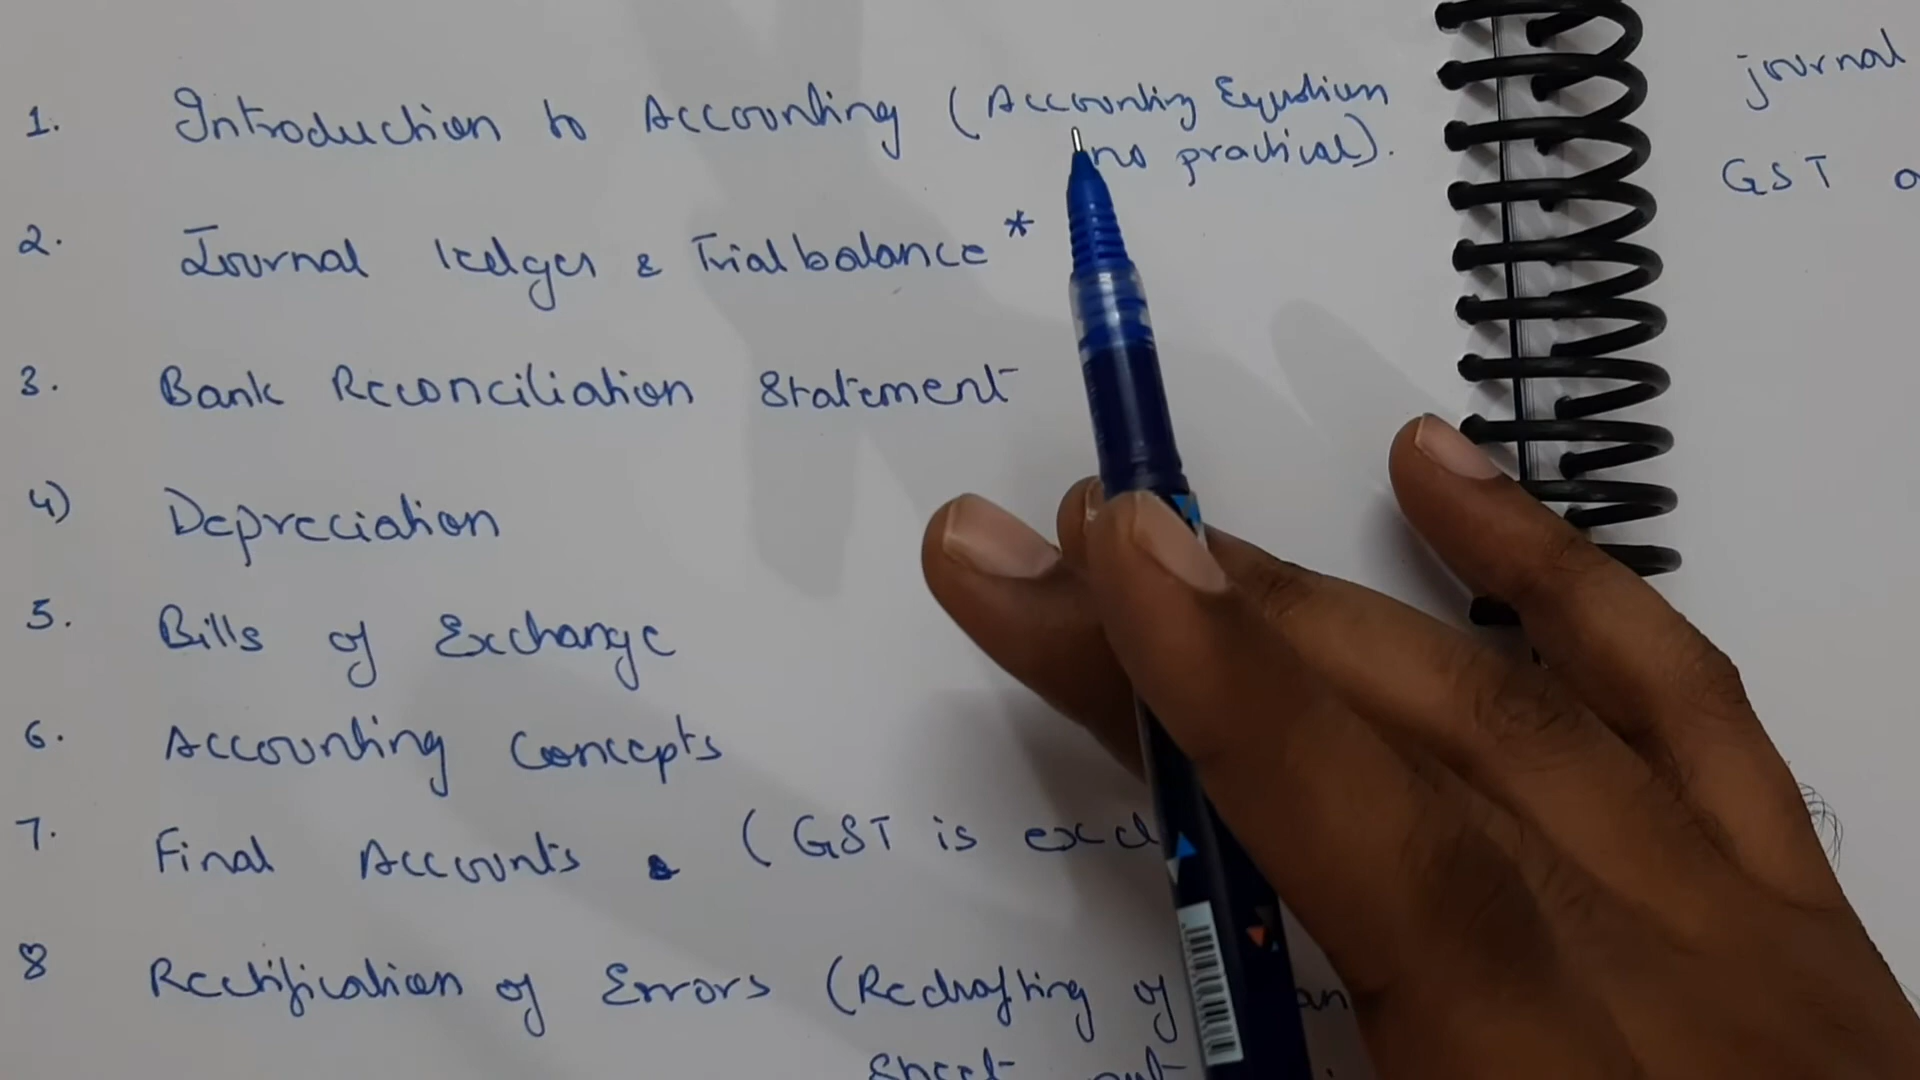 1. Introduction to Accounting (Accounting Equation
no practical).
2. Journal ledger & Trial balance *
3. Bank Reconciliation Statement
4) Depreciation
5. Bills of Exchange
6. Accounting Concepts
7. Final Accounts & (GST is excl
8 Rectification of Errors (Redrafting of
Sheet
journal
GST